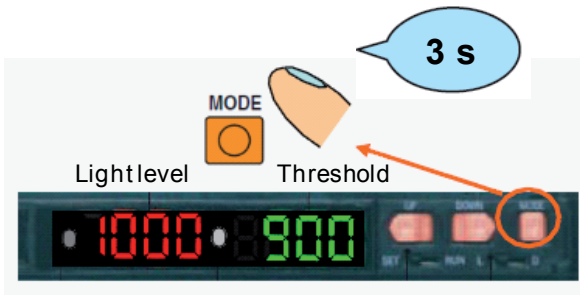 3 s
MODE
Light level Threshold
UP DOWN MODE
1000 900
SET RUN L D